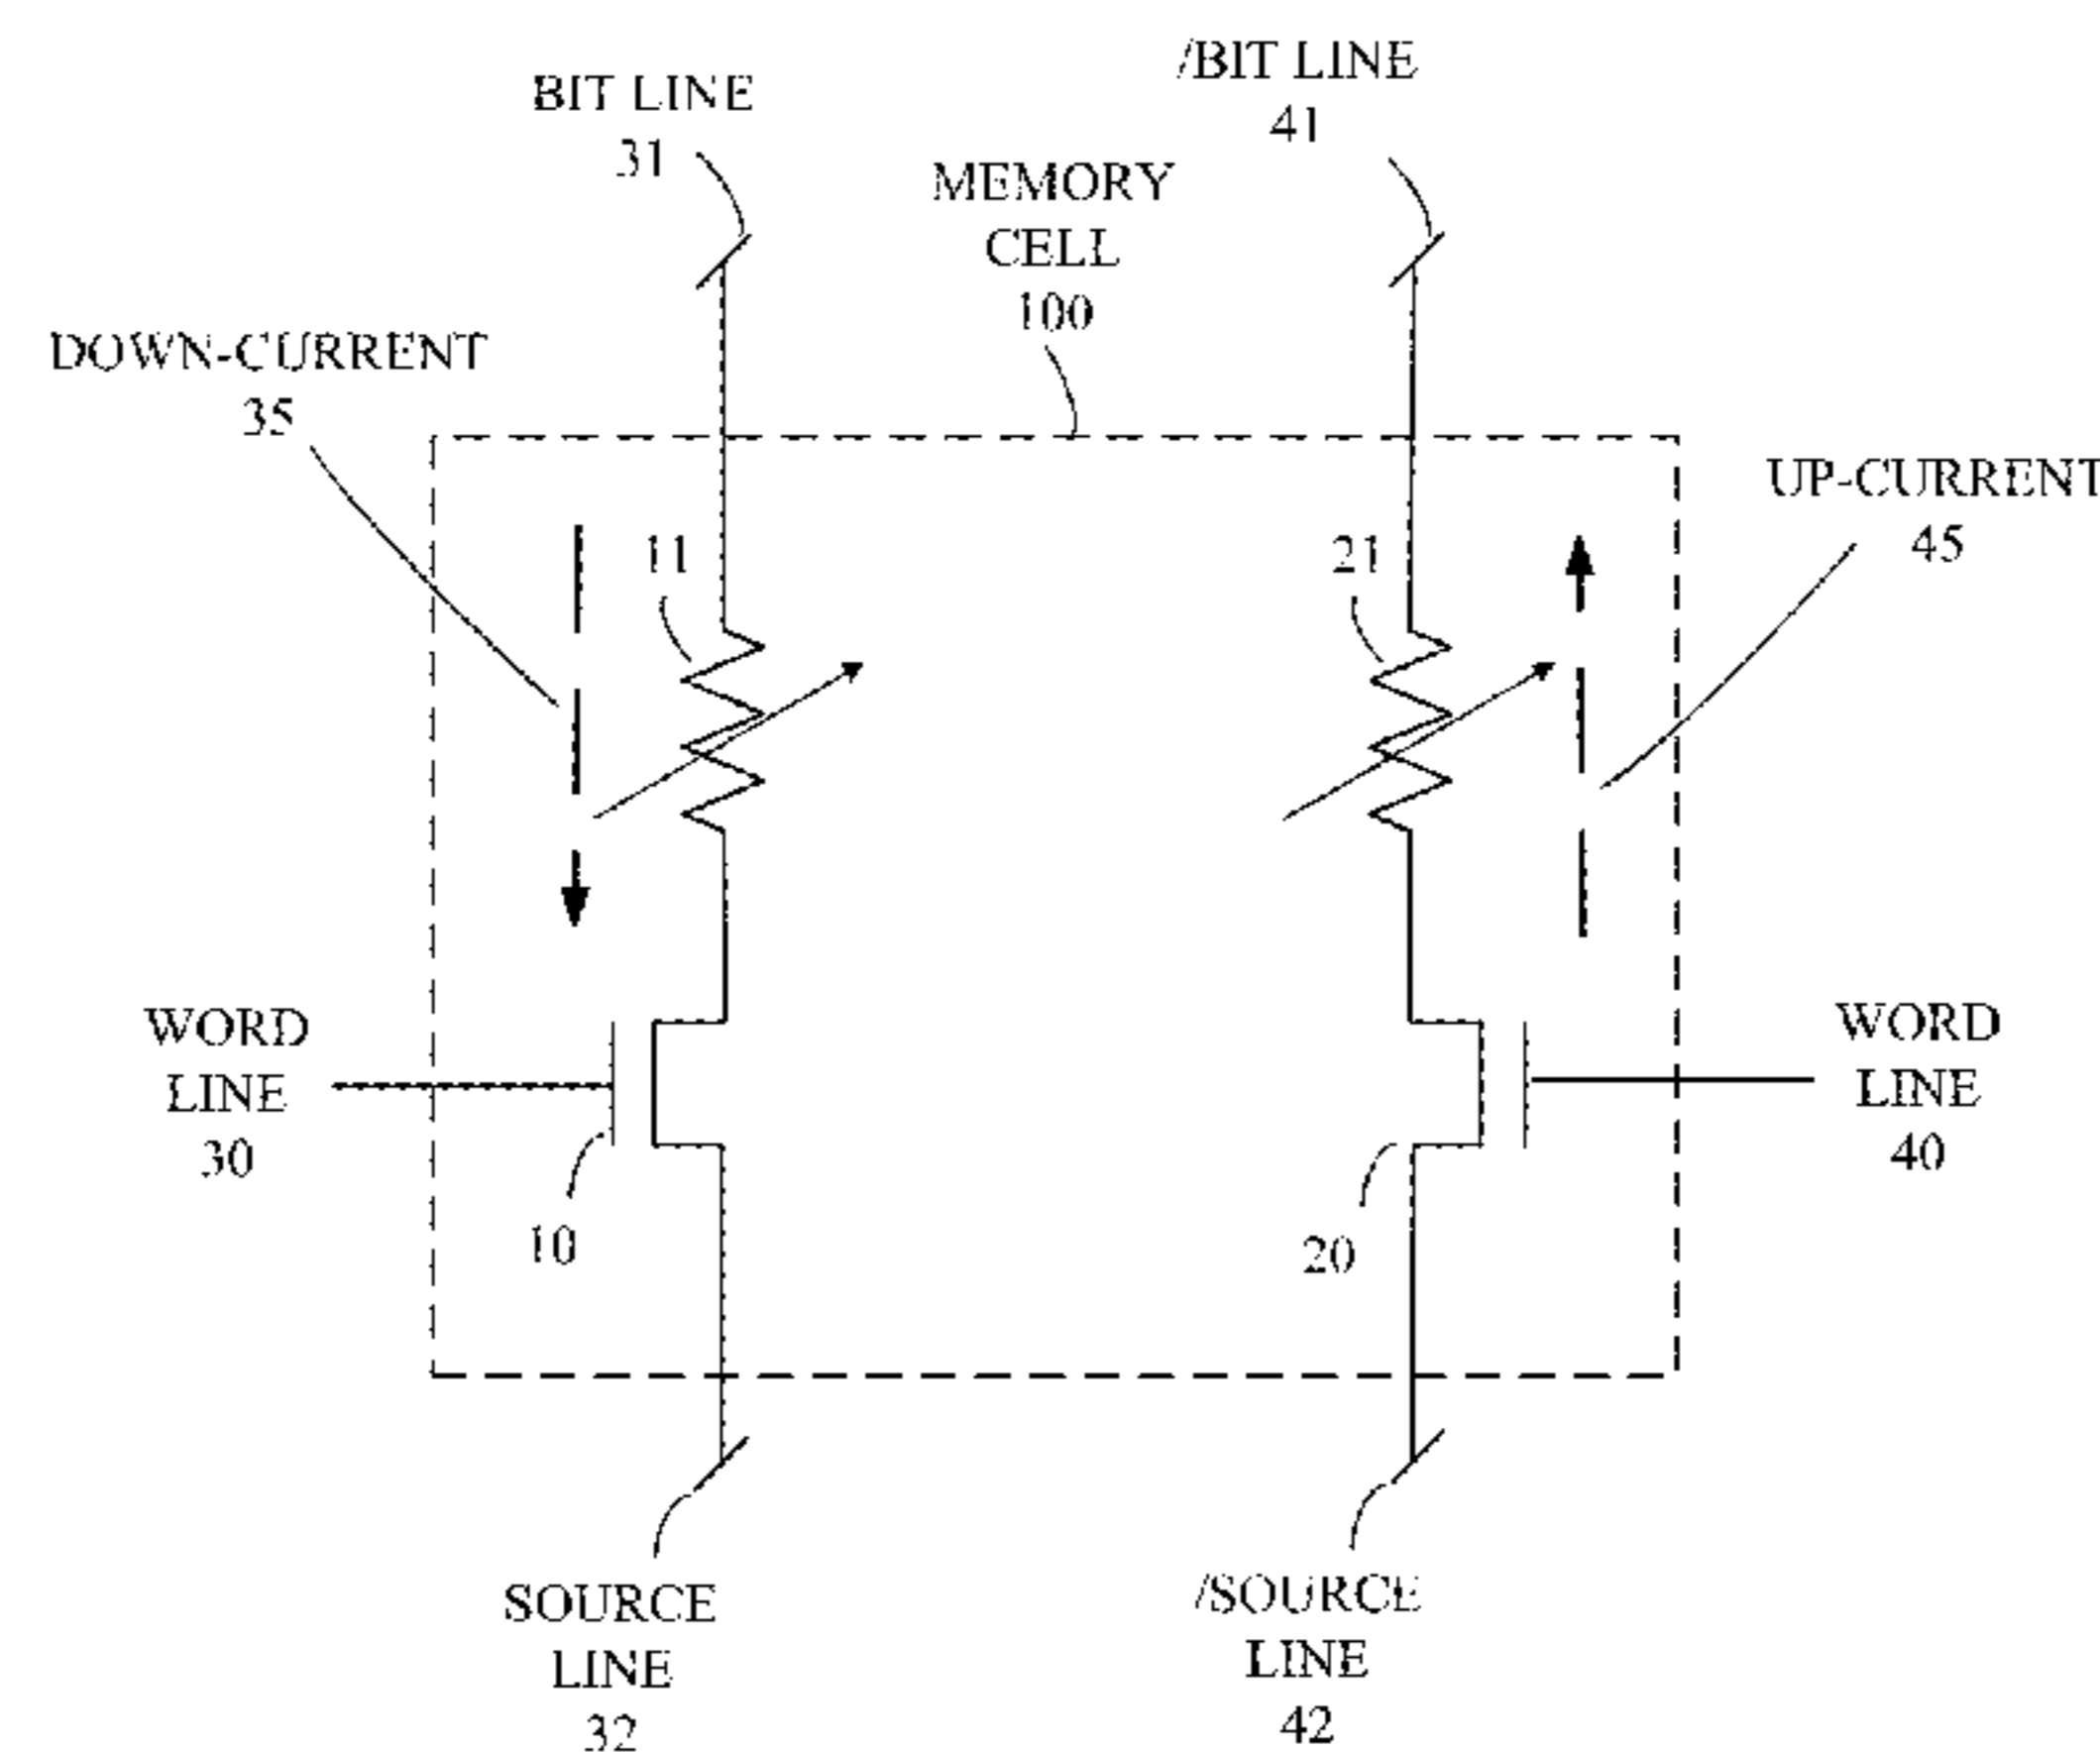 BIT LINE
31
/BIT LINE
41
MEMORY
CELL
100
DOWN-CURRENT
35
UP-CURRENT
45
11
21
WORD
LINE
30
WORD
LINE
40
10
20
SOURCE
LINE
32
/SOURCE
LINE
42